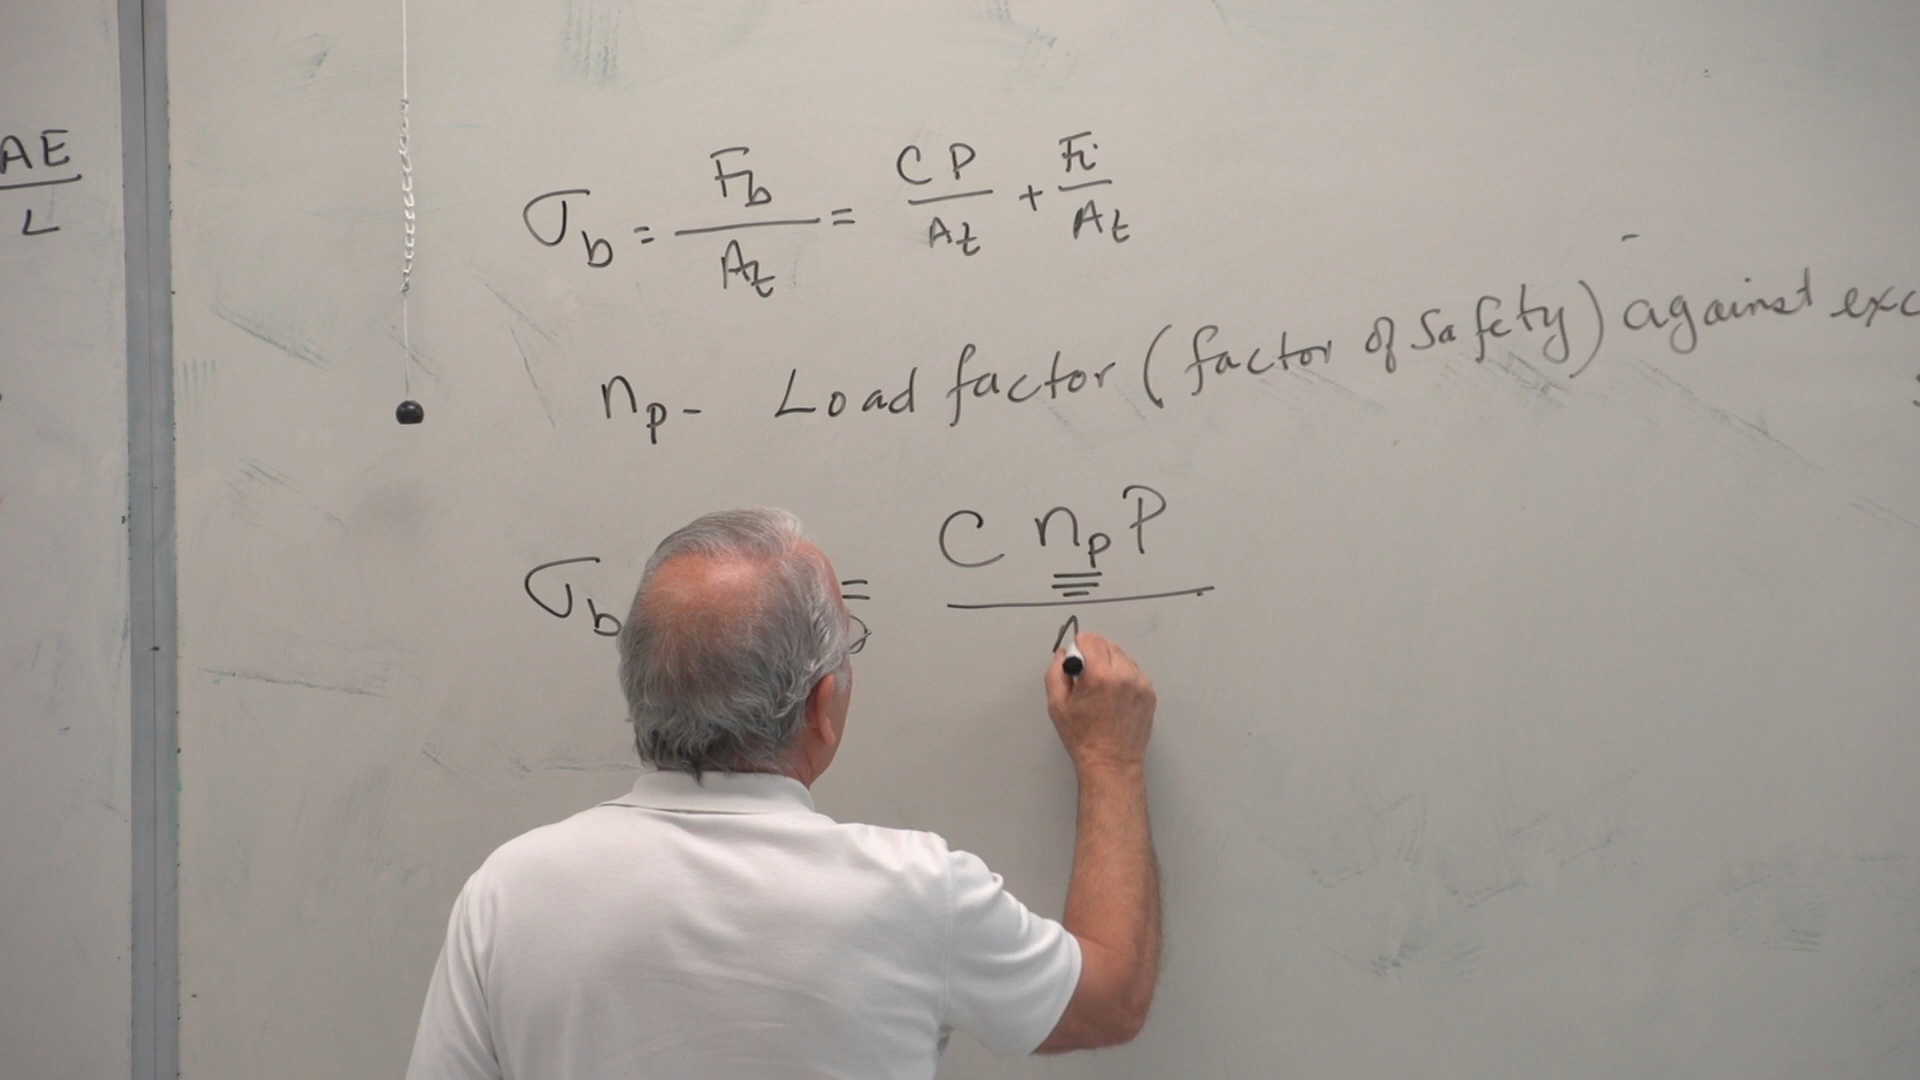 AE
L
σb = Fb/At = CP/At + Fi/At
np - Load factor (factor of Safety) against
σb = C np P